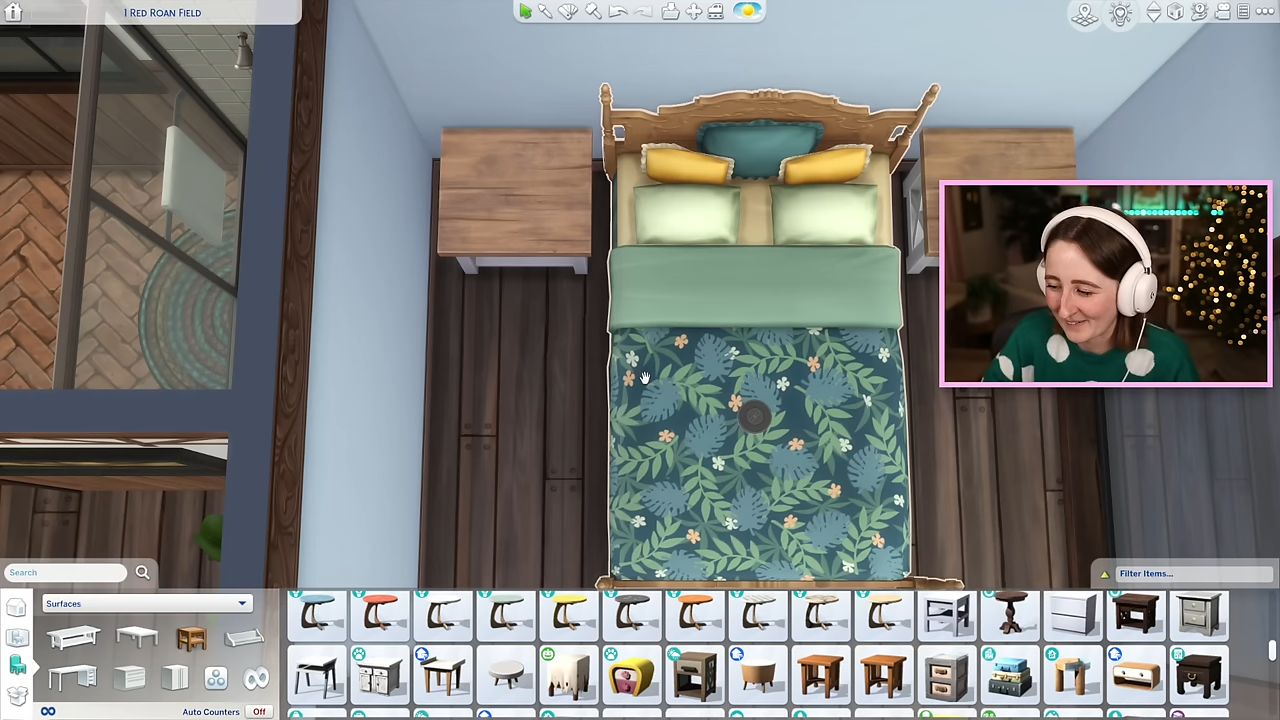 1 Red Roan Field
Search
Filter Items...
Surfaces
Auto Counters Off